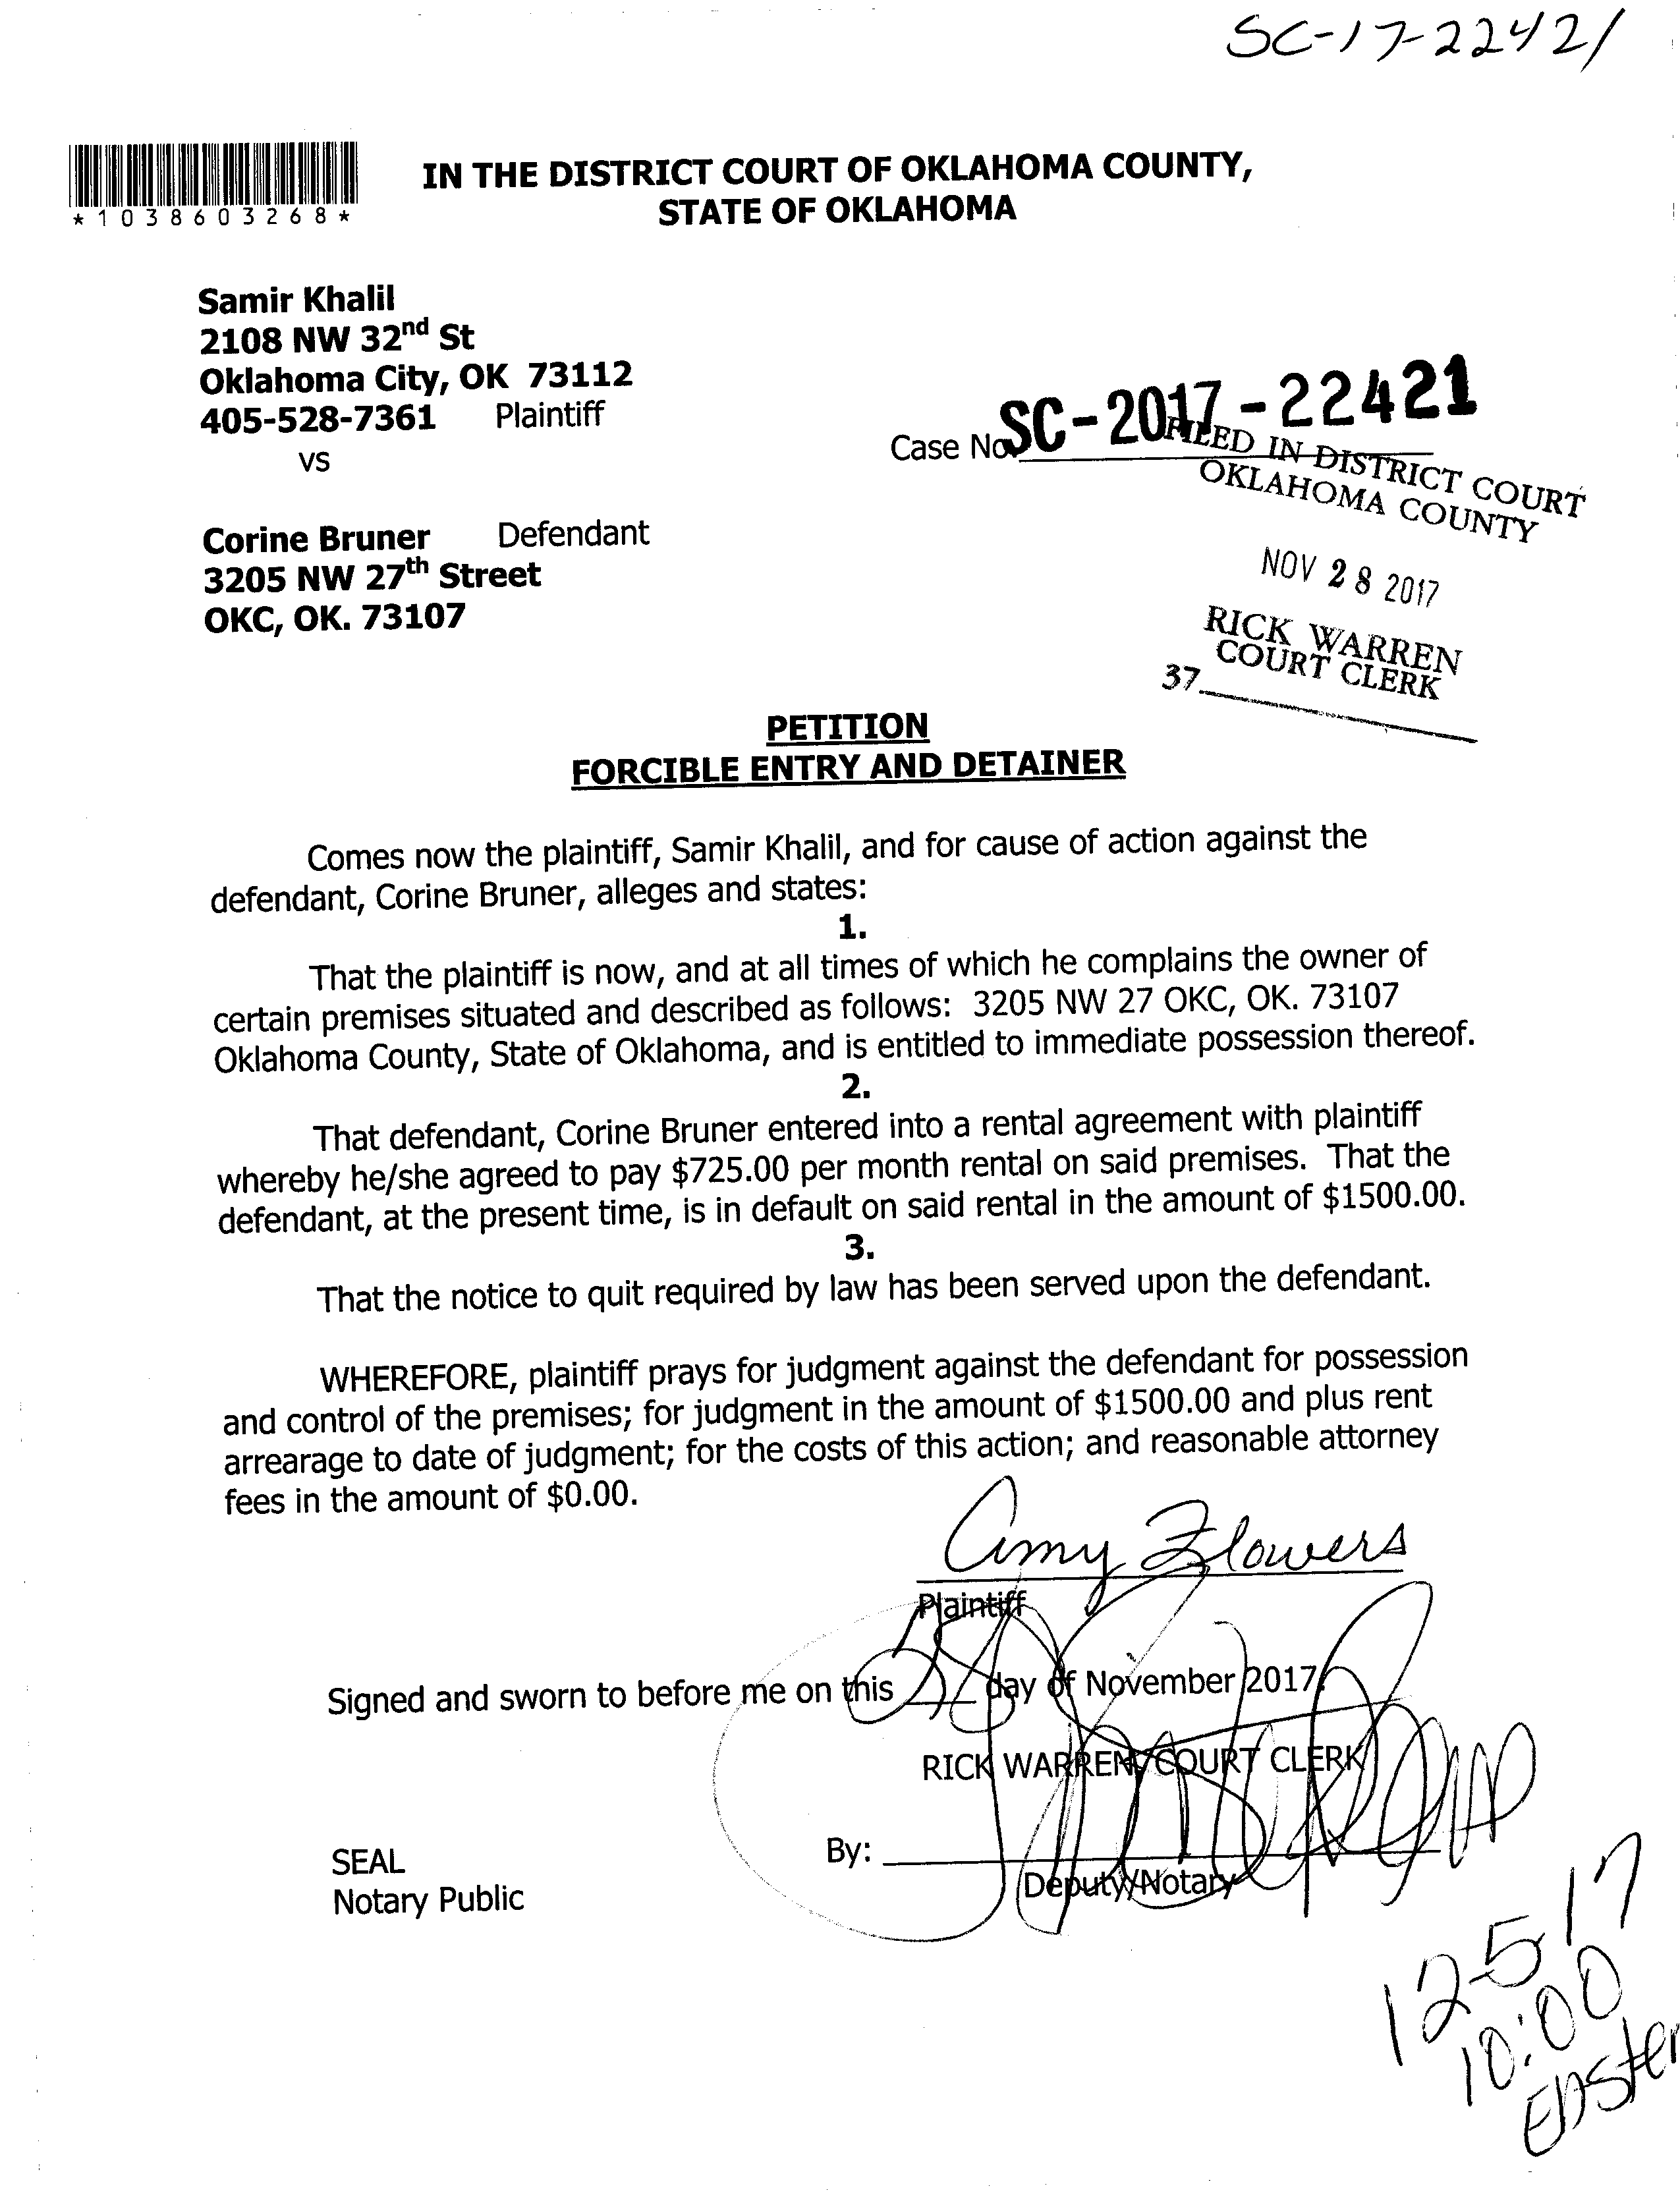 SC-17-22421
*1038603268*
IN THE DISTRICT COURT OF OKLAHOMA COUNTY,
STATE OF OKLAHOMA
Samir Khalil
2108 NW 32nd St
Oklahoma City, OK 73112
405-528-7361 Plaintiff
vs
Case No. SC-2017-22421
FILED IN DISTRICT COURT
OKLAHOMA COUNTY
Corine Bruner Defendant
3205 NW 27th Street
OKC, OK. 73107
NOV 28 2017
RICK WARREN
COURT CLERK
37
PETITION
FORCIBLE ENTRY AND DETAINER
Comes now the plaintiff, Samir Khalil, and for cause of action against the
defendant, Corine Bruner, alleges and states:
1.
That the plaintiff is now, and at all times of which he complains the owner of
certain premises situated and described as follows: 3205 NW 27 OKC, OK. 73107
Oklahoma County, State of Oklahoma, and is entitled to immediate possession thereof.
2.
That defendant, Corine Bruner entered into a rental agreement with plaintiff
whereby he/she agreed to pay $725.00 per month rental on said premises. That the
defendant, at the present time, is in default on said rental in the amount of $1500.00.
3.
That the notice to quit required by law has been served upon the defendant.
WHEREFORE, plaintiff prays for judgment against the defendant for possession
and control of the premises; for judgment in the amount of $1500.00 and plus rent
arrearage to date of judgment; for the costs of this action; and reasonable attorney
fees in the amount of $0.00.
Amy Flowers
Plaintiff
Signed and sworn to before me on this 28 day of November 2017.
RICK WARREN, COURT CLERK
By:
Deputy/Notary
SEAL
Notary Public
12-5-17
10:00